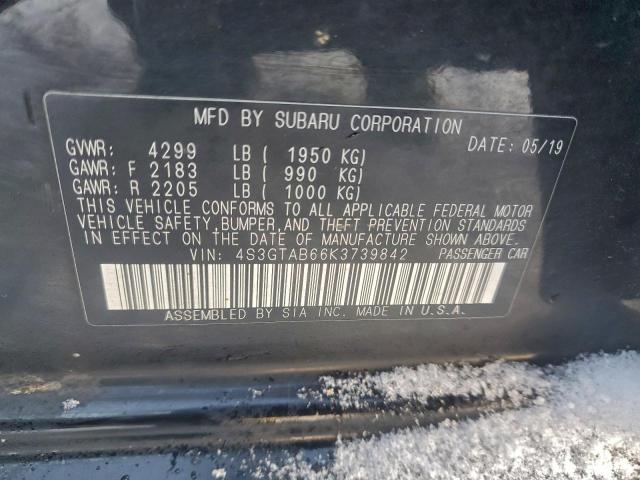 MFD BY SUBARU CORPORATION
DATE: 05/19
GVWR: 4299 LB ( 1950 KG)
GAWR: F 2183 LB ( 990 KG)
GAWR: R 2205 LB ( 1000 KG)
THIS VEHICLE CONFORMS TO ALL APPLICABLE FEDERAL MOTOR
VEHICLE SAFETY,BUMPER,AND THEFT PREVENTION STANDARDS
IN EFFECT ON THE DATE OF MANUFACTURE SHOWN ABOVE.
VIN: 4S3GTAB66K3739842 PASSENGER CAR
ASSEMBLED BY SIA INC. MADE IN U.S.A.